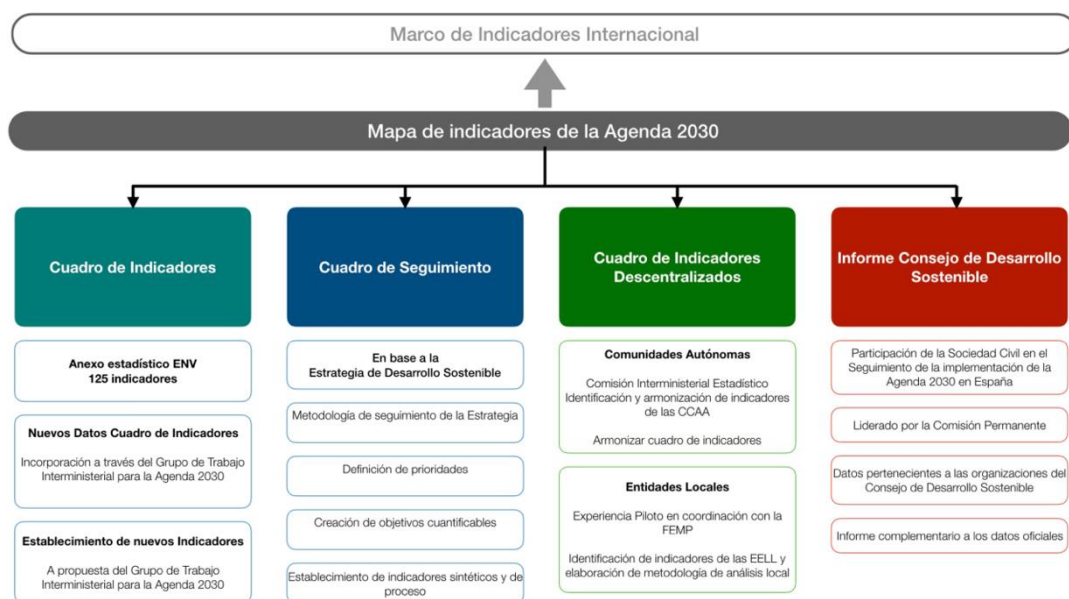 Marco de Indicadores Internacional
Mapa de indicadores de la Agenda 2030
Cuadro de Indicadores
Anexo estadístico ENV
125 indicadores
Nuevos Datos Cuadro de Indicadores
Incorporación a través del Grupo de Trabajo
Interministerial para la Agenda 2030
Establecimiento de nuevos Indicadores
A propuesta del Grupo de Trabajo
Interministerial para la Agenda 2030
Cuadro de Seguimiento
En base a la
Estrategia de Desarrollo Sostenible
Metodología de seguimiento de la Estrategia
Definición de prioridades
Creación de objetivos cuantificables
Establecimiento de indicadores sintéticos y de
proceso
Cuadro de Indicadores
Descentralizados
Comunidades Autónomas
Comisión Interministerial Estadístico
Identificación y armonización de indicadores
de las CCAA
Armonizar cuadro de indicadores
Entidades Locales
Experiencia Piloto en coordinación con la
FEMP
Identificación de indicadores de las EELL y
elaboración de metodología de análisis local
Informe Consejo de Desarrollo
Sostenible
Participación de la Sociedad Civil en el
Seguimiento de la implementación de la
Agenda 2030 en España
Liderado por la Comisión Permanente
Datos pertenecientes a las organizaciones del
Consejo de Desarrollo Sostenible
Informe complementario a los datos oficiales